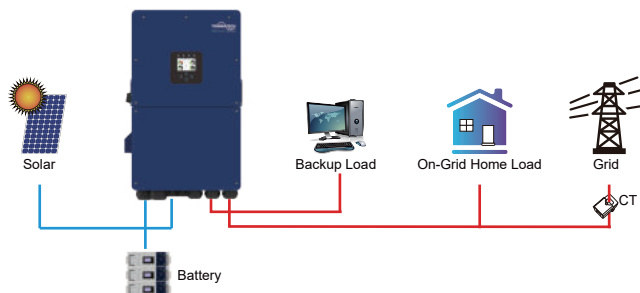 Solar
Backup Load
On-Grid Home Load
Grid
CT
Battery